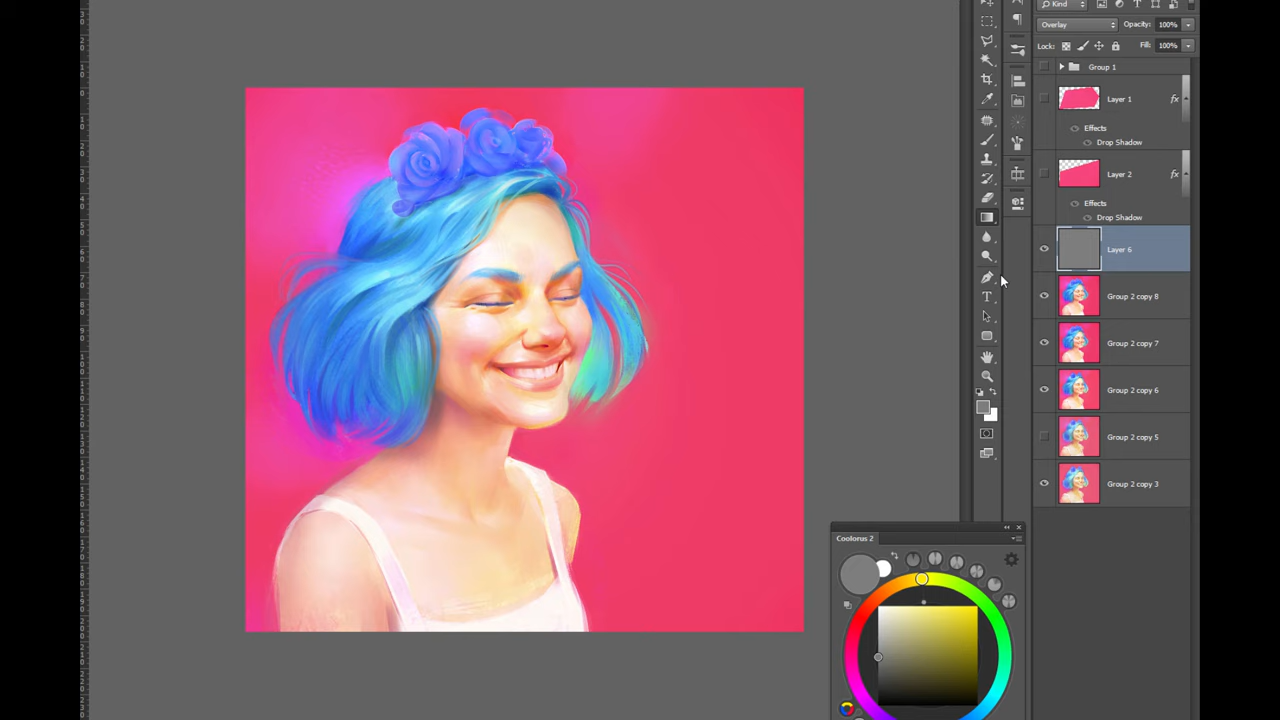 Kind
Overlay Opacity: 100%
Lock: Fill: 100%
Group 1
Layer 1 fx
Effects
Drop Shadow
Layer 2 fx
Effects
Drop Shadow
Layer 6
Group 2 copy 8
Group 2 copy 7
Group 2 copy 6
Group 2 copy 5
Group 2 copy 3
Coolorus 2